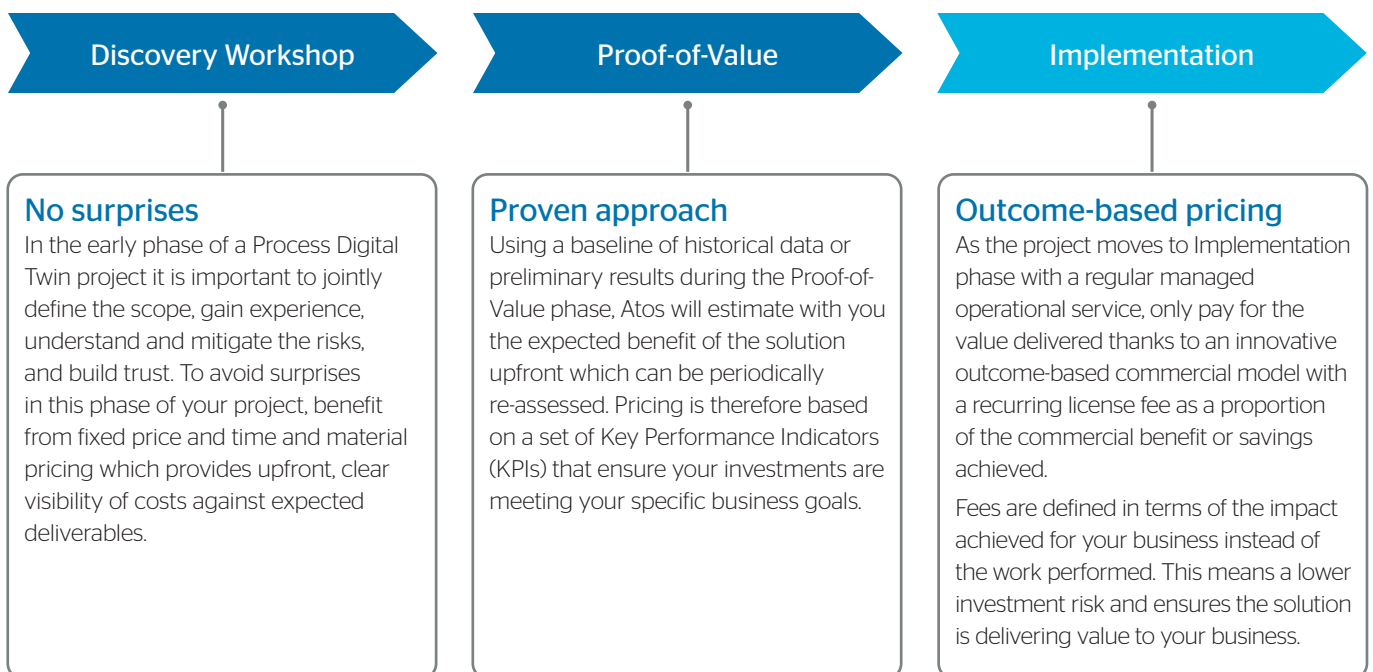 Discovery Workshop
Proof-of-Value
Implementation
No surprises
In the early phase of a Process Digital
Twin project it is important to jointly
define the scope, gain experience,
understand and mitigate the risks,
and build trust. To avoid surprises
in this phase of your project, benefit
from fixed price and time and material
pricing which provides upfront, clear
visibility of costs against expected
deliverables.
Proven approach
Using a baseline of historical data or
preliminary results during the Proof-of-
Value phase, Atos will estimate with you
the expected benefit of the solution
upfront which can be periodically
re-assessed. Pricing is therefore based
on a set of Key Performance Indicators
(KPIs) that ensure your investments are
meeting your specific business goals.
Outcome-based pricing
As the project moves to Implementation
phase with a regular managed
operational service, only pay for the
value delivered thanks to an innovative
outcome-based commercial model with
a recurring license fee as a proportion
of the commercial benefit or savings
achieved.
Fees are defined in terms of the impact
achieved for your business instead of
the work performed. This means a lower
investment risk and ensures the solution
is delivering value to your business.